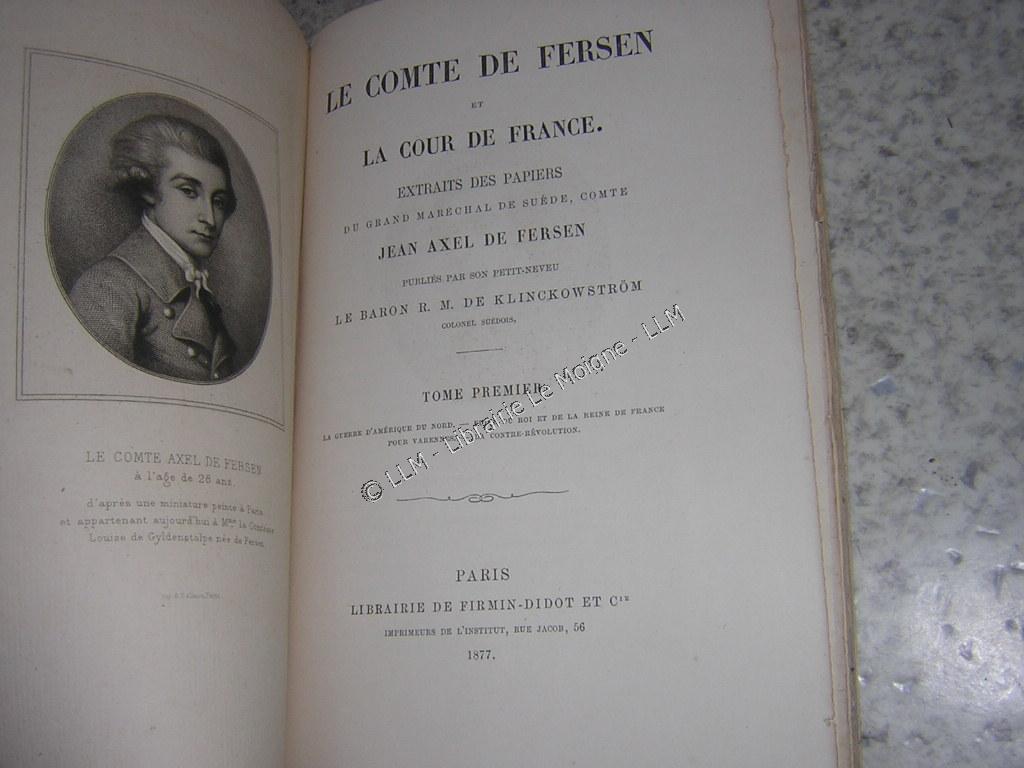 LE COMTE AXEL DE FERSEN
à l'age de 26 ans.
d'après une miniature peinte à Paris
et appartenant aujourd'hui à Mme la Comtesse
Louise de Gyldenstolpe née de Fersen
LE COMTE DE FERSEN
ET
LA COUR DE FRANCE.
EXTRAITS DES PAPIERS
DU GRAND MARÉCHAL DE SUÈDE, COMTE
JEAN AXEL DE FERSEN
PUBLIÉS PAR SON PETIT-NEVEU
LE BARON R. M. DE KLINCKOWSTRÖM
COLONEL SUÉDOIS.
TOME PREMIER.
LA GUERRE D'AMÉRIQUE DU NORD. — DU ROI ET DE LA REINE DE FRANCE
POUR VARENNES. CONTRE-RÉVOLUTION.
© LLM - Librairie Le Moigne - LLM
PARIS
LIBRAIRIE DE FIRMIN-DIDOT ET CIE
IMPRIMEURS DE L'INSTITUT, RUE JACOB, 56
1877.